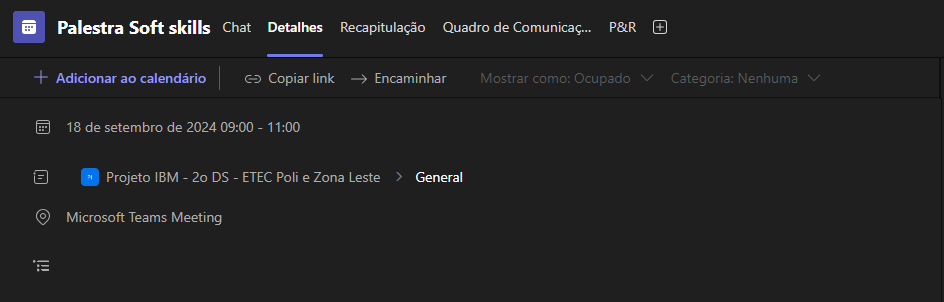 Palestra Soft skills Chat Detalhes Recapitulação Quadro de Comunicaç... P&R
Adicionar ao calendário Copiar link Encaminhar Mostrar como: Ocupado Categoria: Nenhuma
18 de setembro de 2024 09:00 - 11:00
Projeto IBM - 2o DS - ETEC Poli e Zona Leste > General
Microsoft Teams Meeting